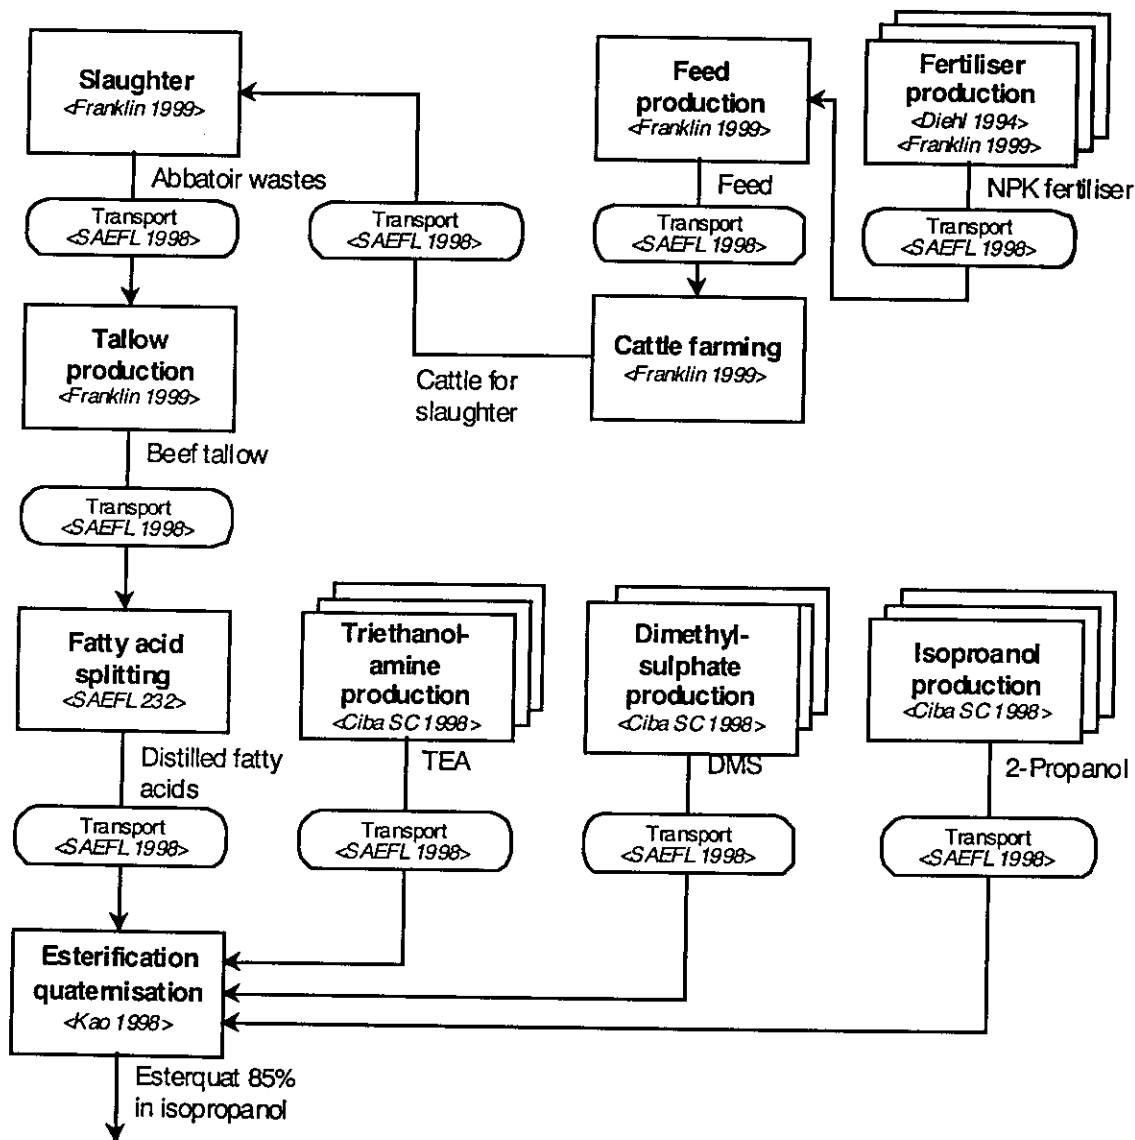 Slaughter
<Franklin 1999>
Feed
production
<Franklin 1999>
Fertiliser
production
<Diehl 1994>
<Franklin 1999>
Abbatoir wastes
Feed
NPK fertiliser
Transport
<SAEFL 1998>
Transport
<SAEFL 1998>
Transport
<SAEFL 1998>
Transport
<SAEFL 1998>
Tallow
production
<Franklin 1999>
Cattle farming
<Franklin 1999>
Cattle for
slaughter
Beef tallow
Transport
<SAEFL 1998>
Fatty acid
splitting
<SAEFL 232>
Triethanol-
amine
production
<Ciba SC 1998>
Dimethyl-
sulphate
production
<Ciba SC 1998>
Isoproanol
production
<Ciba SC 1998>
Distilled fatty
acids
TEA
DMS
2-Propanol
Transport
<SAEFL 1998>
Transport
<SAEFL 1998>
Transport
<SAEFL 1998>
Transport
<SAEFL 1998>
Esterification
quaternisation
<Kao 1998>
Esterquat 85%
in isopropanol